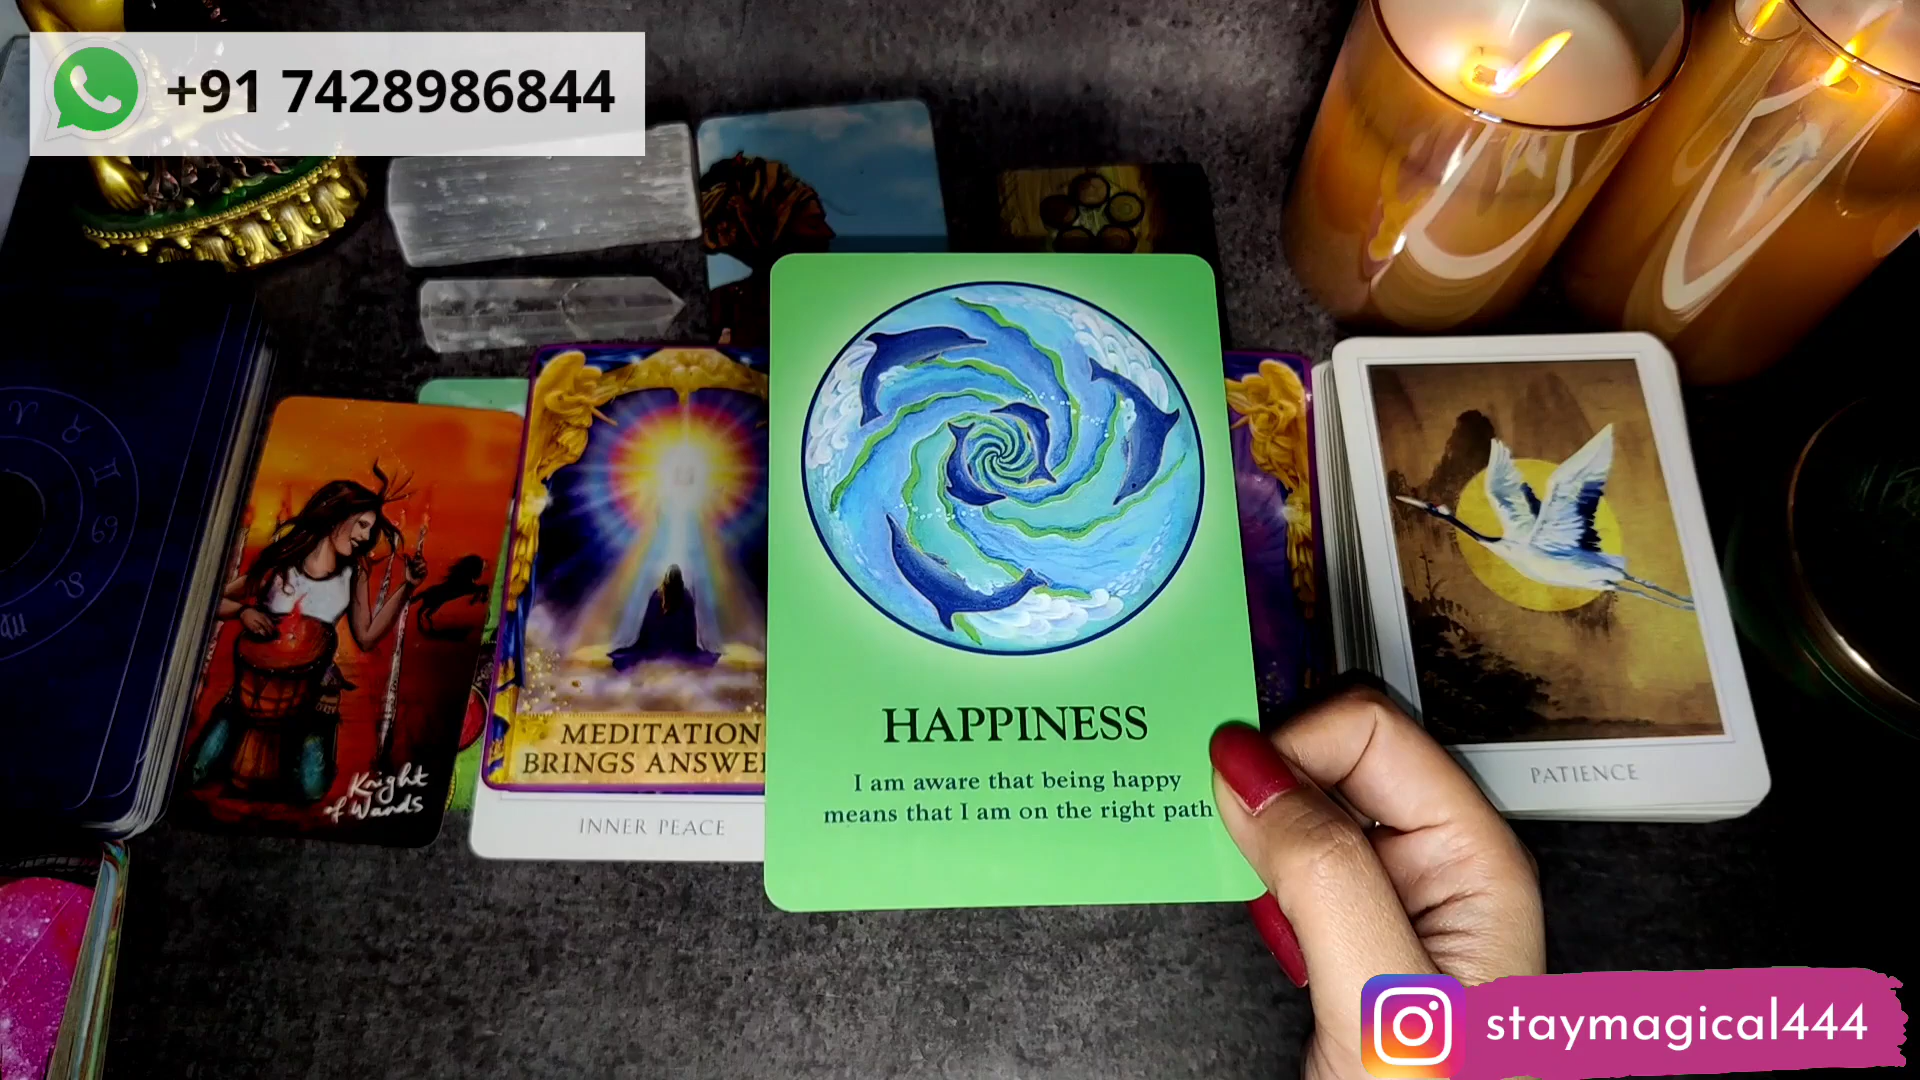 +91 7428986844
Knight
of Wands
MEDITATION
BRINGS
INNER PEACE
HAPPINESS
I am aware that being happy
means that I am on the right path
PATIENCE
staymagical444